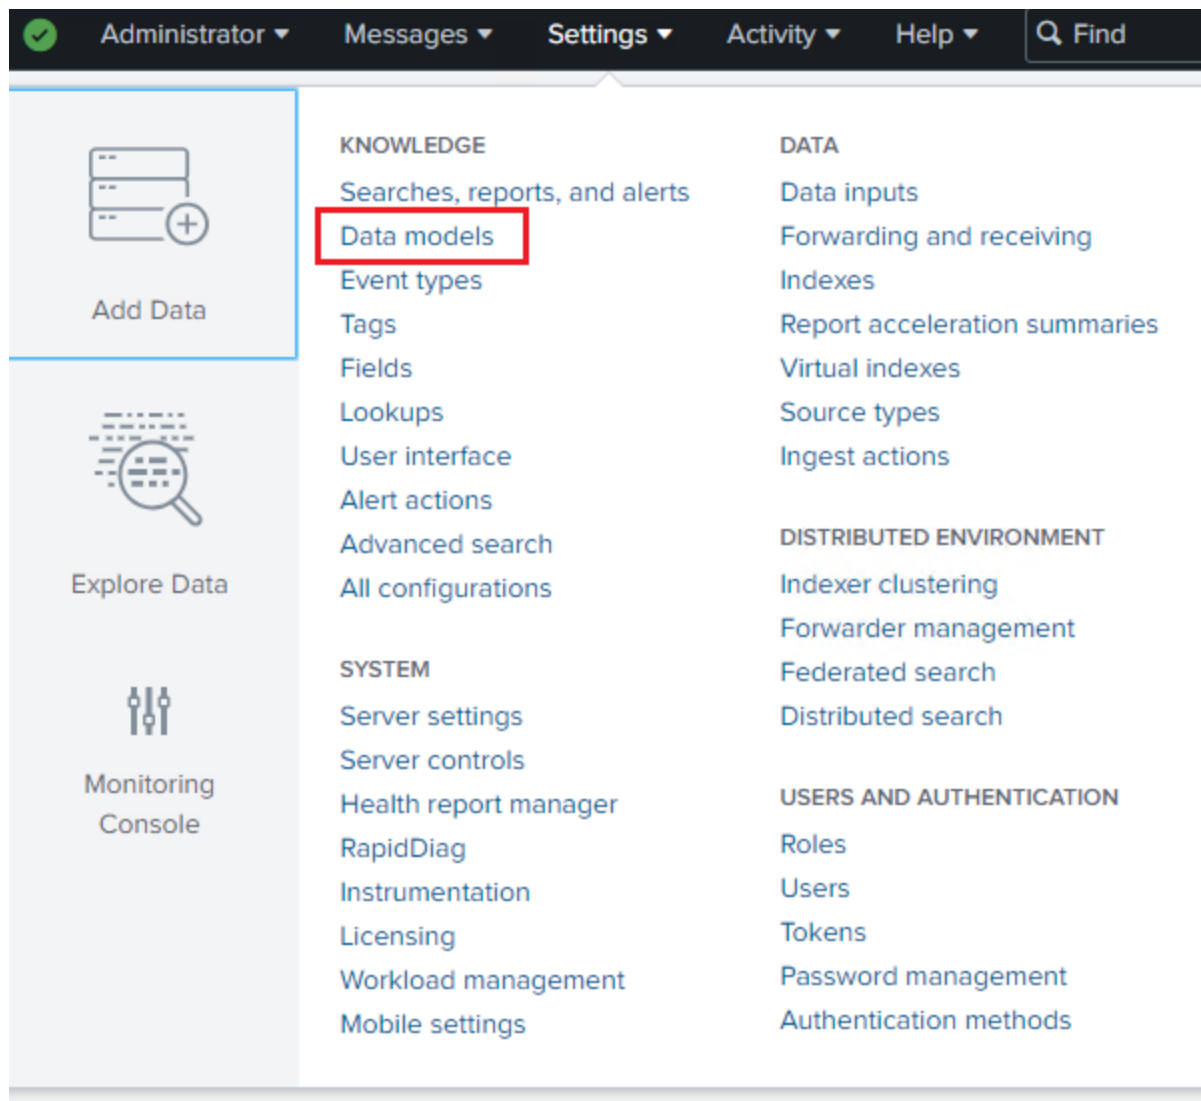 Administrator Messages Settings Activity Help Find
Add Data
Explore Data
Monitoring
Console
KNOWLEDGE
Searches, reports, and alerts
Data models
Event types
Tags
Fields
Lookups
User interface
Alert actions
Advanced search
All configurations
SYSTEM
Server settings
Server controls
Health report manager
RapidDiag
Instrumentation
Licensing
Workload management
Mobile settings
DATA
Data inputs
Forwarding and receiving
Indexes
Report acceleration summaries
Virtual indexes
Source types
Ingest actions
DISTRIBUTED ENVIRONMENT
Indexer clustering
Forwarder management
Federated search
Distributed search
USERS AND AUTHENTICATION
Roles
Users
Tokens
Password management
Authentication methods